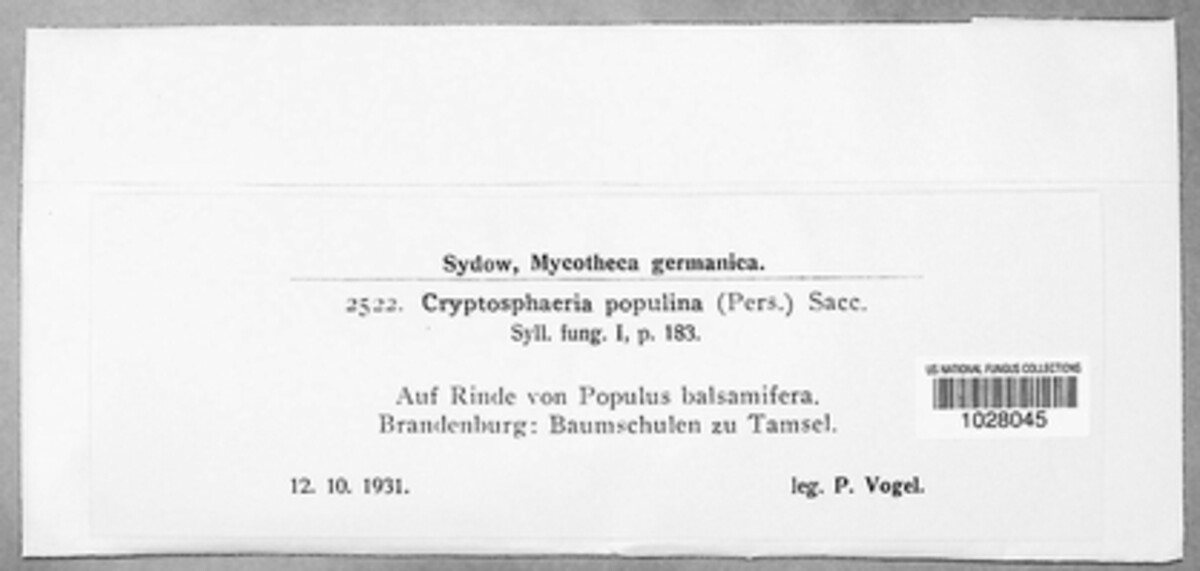 Sydow, Mycotheca germanica.
2522. Cryptosphaeria populina (Pers.) Sacc.
Syll. fung. I, p. 183.
Auf Rinde von Populus balsamifera.
Brandenburg: Baumschulen zu Tamsel.
US NATIONAL FUNGUS COLLECTIONS
1028045
12. 10. 1931. leg. P. Vogel.